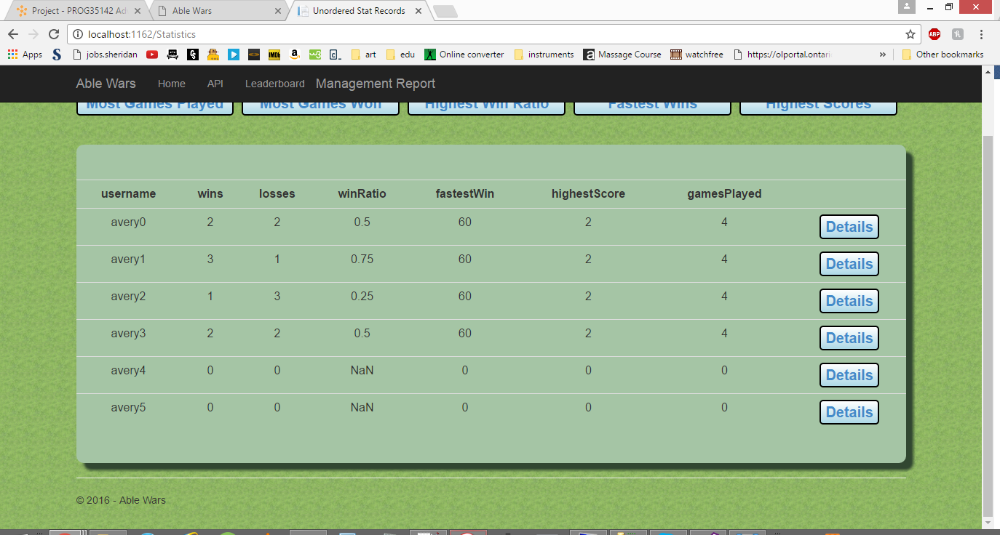 Project - PROG35142 Ad
Able Wars
Unordered Stat Records
localhost:1162/Statistics
ABP
Apps
jobs.sheridan
IMDb
a
w3
art
edu
Online converter
instruments
a Massage Course
watchfree
https://olportal.ontari
»
Other bookmarks
Able Wars Home API Leaderboard Management Report
Most Games Played Most Games Won Highest Win Ratio Fastest Wins Highest Scores
username wins losses winRatio fastestWin highestScore gamesPlayed
avery0 2 2 0.5 60 2 4 Details
avery1 3 1 0.75 60 2 4 Details
avery2 1 3 0.25 60 2 4 Details
avery3 2 2 0.5 60 2 4 Details
avery4 0 0 NaN 0 0 0 Details
avery5 0 0 NaN 0 0 0 Details
© 2016 - Able Wars